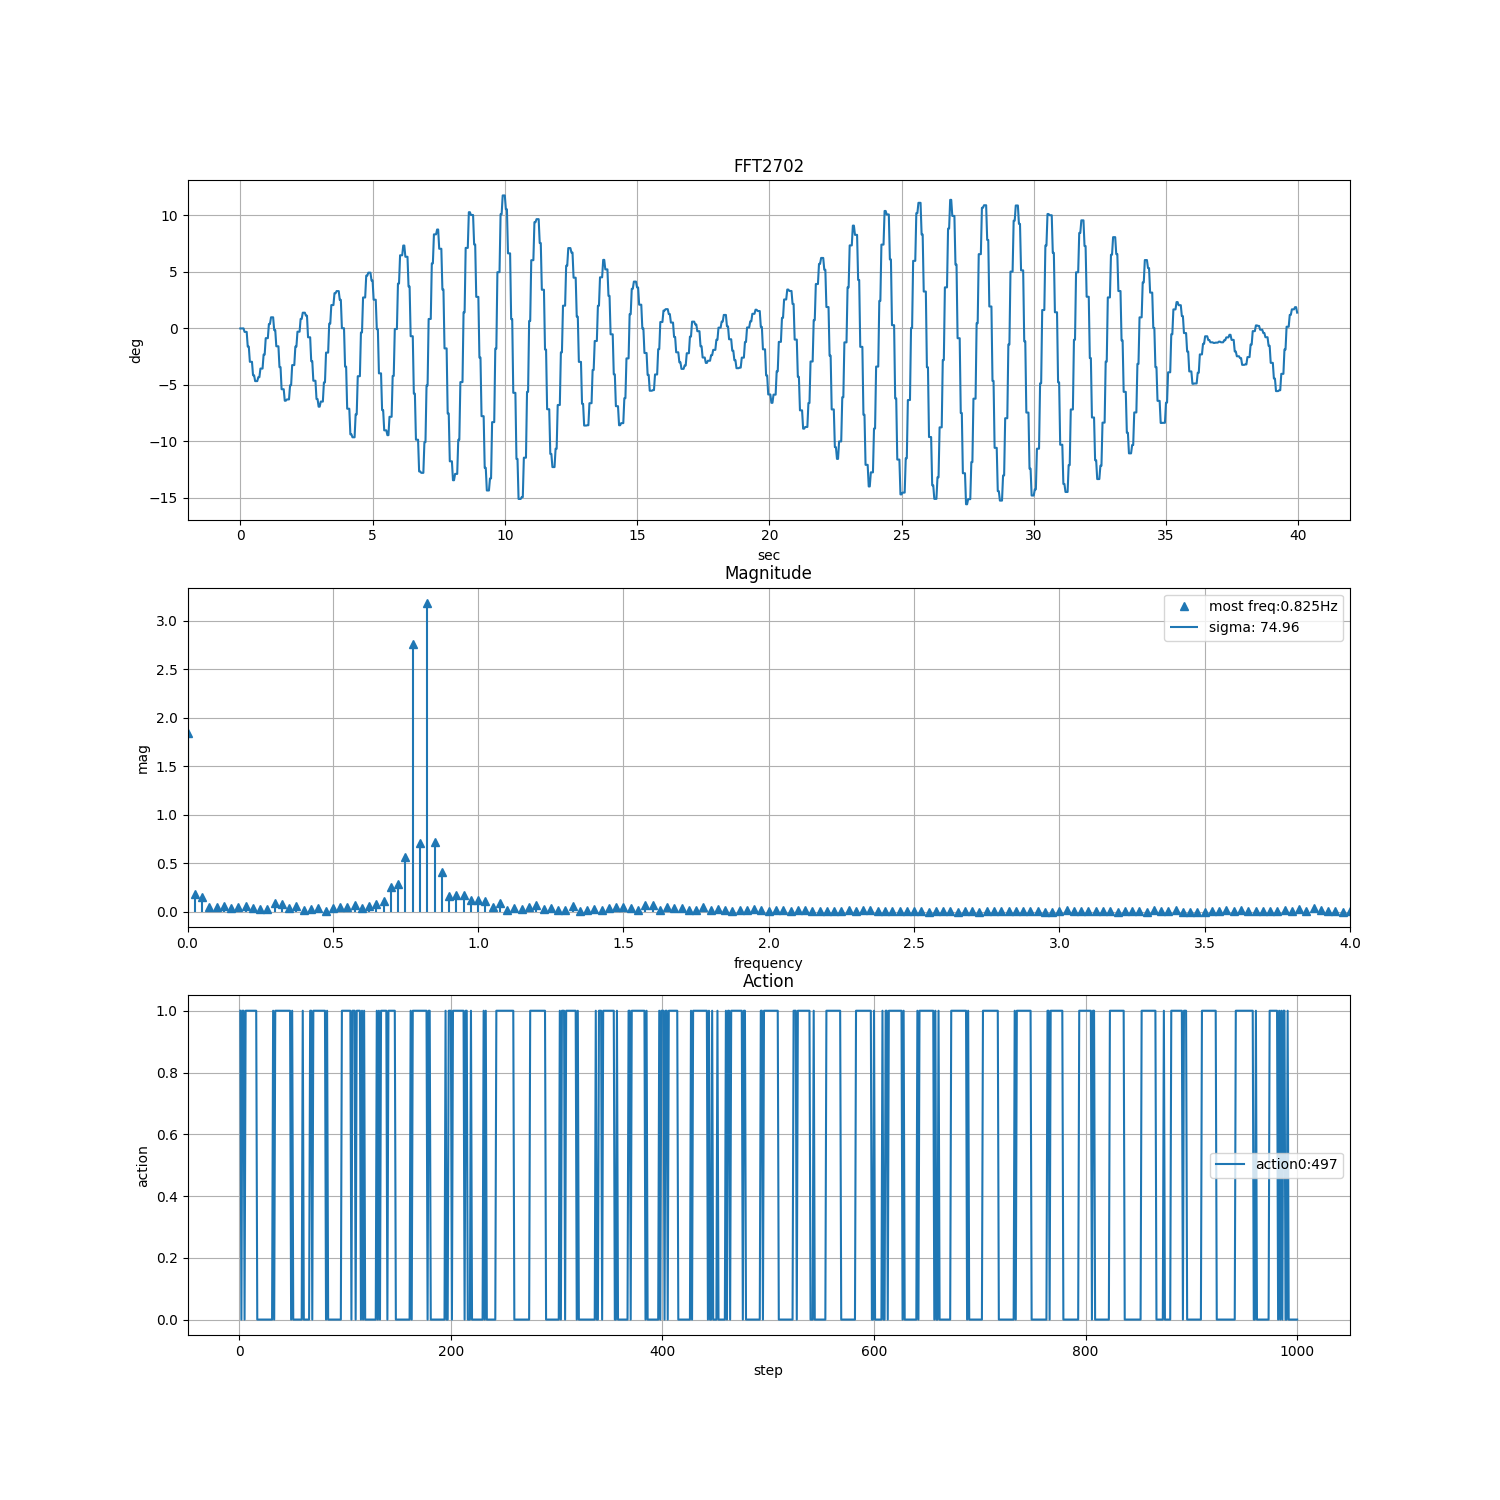 FFT2702
10
5
0
−5
−10
−15
deg
0 5 10 15 20 25 30 35 40
sec
Magnitude
3.0
2.5
2.0
1.5
1.0
0.5
0.0
mag
most freq:0.825Hz
sigma: 74.96
0.0 0.5 1.0 1.5 2.0 2.5 3.0 3.5 4.0
frequency
Action
1.0
0.8
0.6
0.4
0.2
0.0
action
action0:497
0 200 400 600 800 1000
step